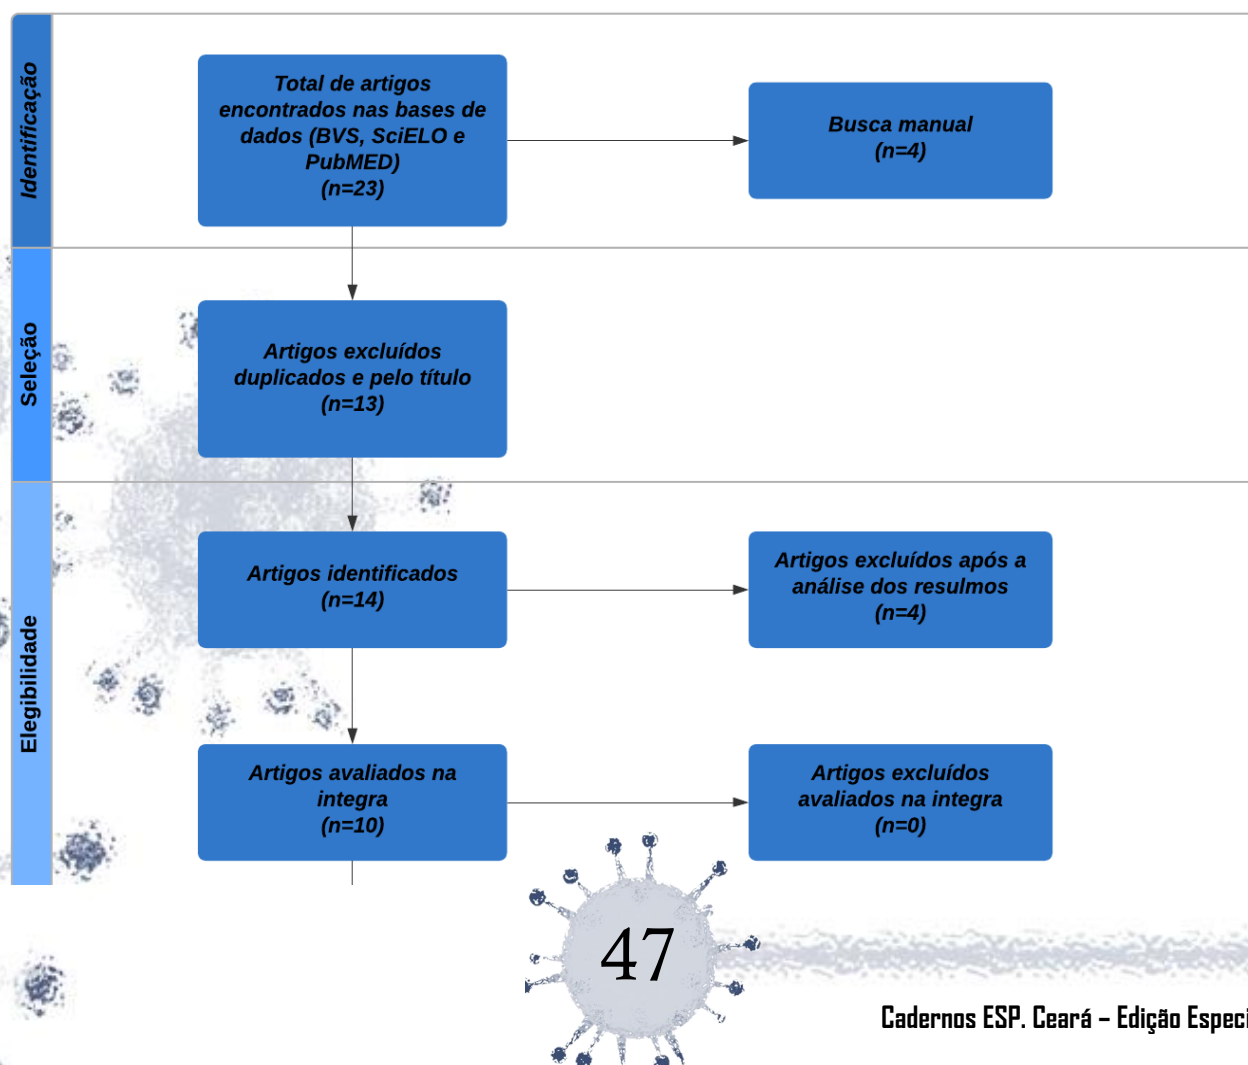 Identificação
Total de artigos
encontrados nas bases de
dados (BVS, SciELO e
PubMED)
(n=23)
Busca manual
(n=4)
Seleção
Artigos excluídos
duplicados e pelo título
(n=13)
Elegibilidade
Artigos identificados
(n=14)
Artigos excluídos após a
análise dos resulmos
(n=4)
Artigos avaliados na
integra
(n=10)
Artigos excluídos
avaliados na integra
(n=0)
47
Cadernos ESP. Ceará – Edição Especi